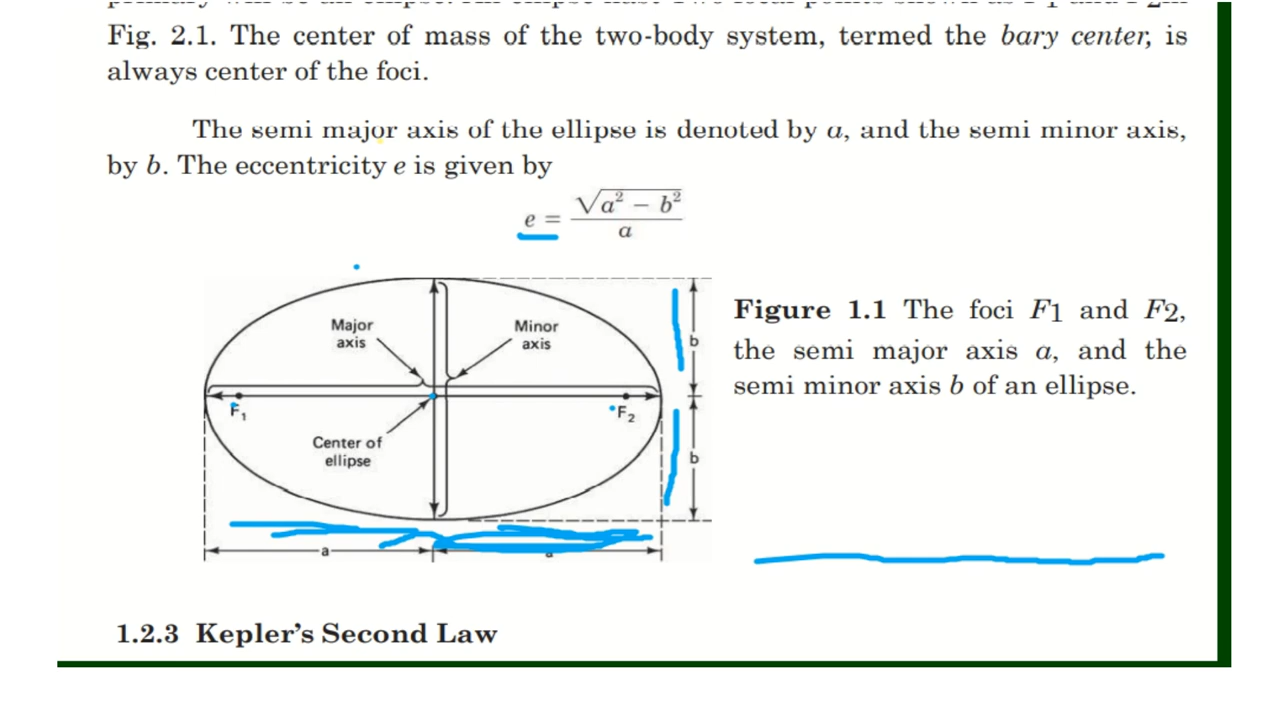 Fig. 2.1. The center of mass of the two-body system, termed the bary center, is
always center of the foci.
The semi major axis of the ellipse is denoted by a, and the semi minor axis,
by b. The eccentricity e is given by
e = √a² − b² / a
Major
axis
Minor
axis
b
F₁
F₂
Center of
ellipse
b
a
a
Figure 1.1 The foci F1 and F2,
the semi major axis a, and the
semi minor axis b of an ellipse.
1.2.3 Kepler's Second Law